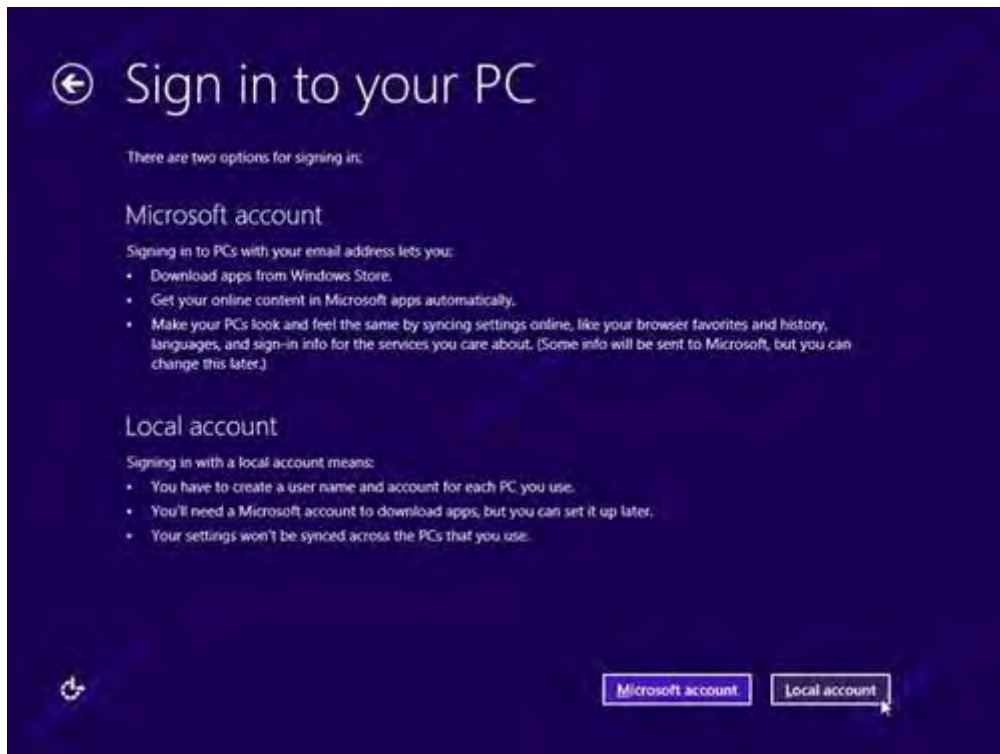 Sign in to your PC
There are two options for signing in:
Microsoft account
Signing in to PCs with your email address lets you:
• Download apps from Windows Store.
• Get your online content in Microsoft apps automatically.
• Make your PCs look and feel the same by syncing settings online, like your browser favorites and history,
languages, and sign-in info for the services you care about. (Some info will be sent to Microsoft, but you can
change this later.)
Local account
Signing in with a local account means:
• You have to create a user name and account for each PC you use.
• You'll need a Microsoft account to download apps, but you can set it up later.
• Your settings won't be synced across the PCs that you use.
Microsoft account
Local account